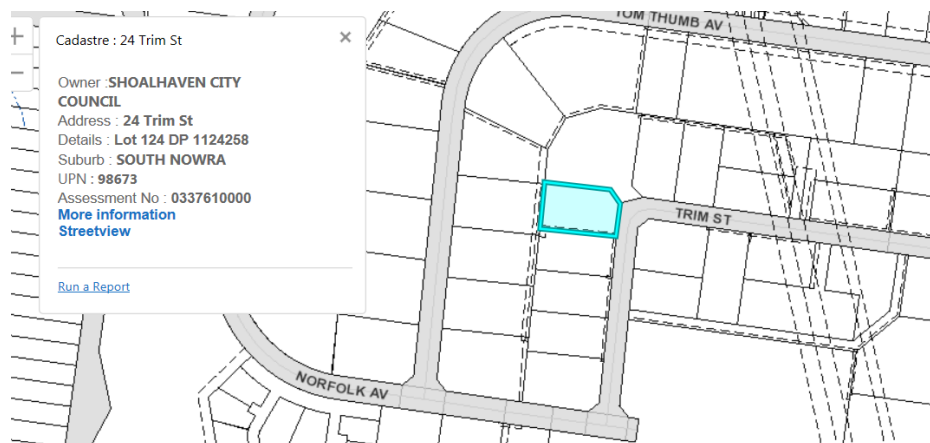 TOM THUMB AV
+
Cadastre : 24 Trim St
×
−
Owner :SHOALHAVEN CITY
COUNCIL
Address : 24 Trim St
Details : Lot 124 DP 1124258
Suburb : SOUTH NOWRA
UPN : 98673
Assessment No : 0337610000
More information
Streetview
TRIM ST
Run a Report
NORFOLK AV